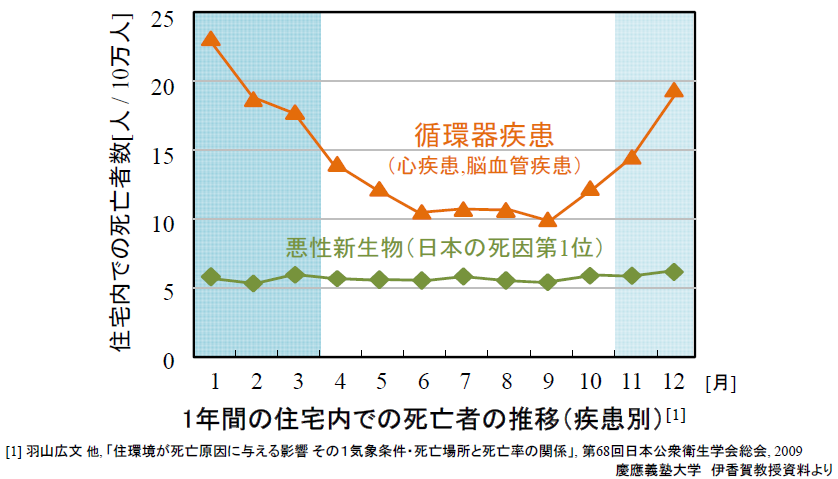 住宅内での死亡者数[人 / 10万人]
25
20
15
10
5
0
循環器疾患
（心疾患,脳血管疾患）
悪性新生物（日本の死因第1位）
1 2 3 4 5 6 7 8 9 10 11 12 [月]
1年間の住宅内での死亡者の推移（疾患別）[1]
[1] 羽山広文 他, 「住環境が死亡原因に与える影響 その１気象条件・死亡場所と死亡率の関係」, 第68回日本公衆衛生学会総会, 2009
慶應義塾大学　伊香賀教授資料より